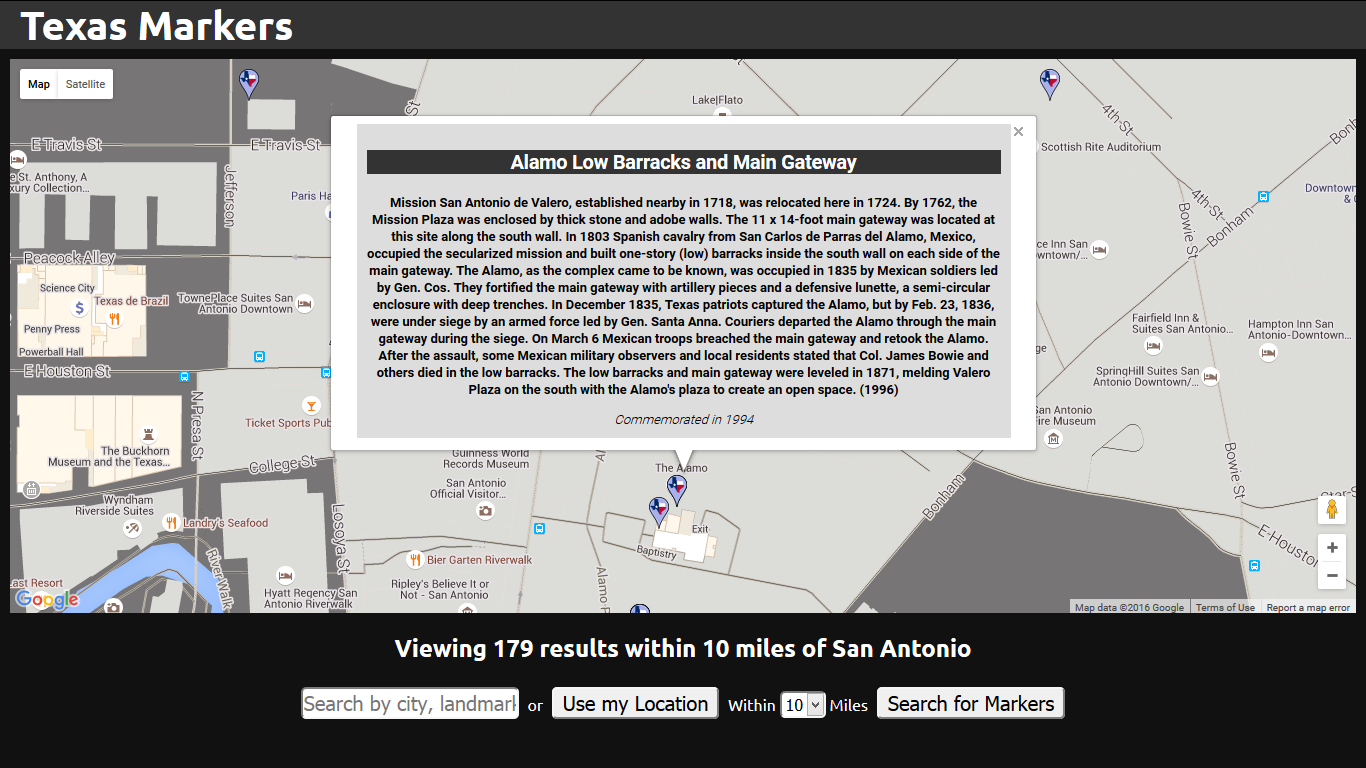 Texas Markers
Map Satellite
Lake|Flato
E Travis St
E Travis St
St
4th St
Bonh
Scottish Rite Auditorium
e St. Anthony, A
xury Collection...
Jefferson
Paris Ha
4th St
Bonham
Bowie St
Downtown
& C
ce Inn San
ntown/...
Peacock Alley
Science City
Texas de Brazil
TownePlace Suites San
Antonio Downtown
Penny Press
Powerball Hall
Fairfield Inn &
Suites San Antonio...
Hampton Inn San
Antonio-Downtown...
ge
E Houston St
SpringHill Suites San
Antonio Downtown/...
N Presa St
Ticket Sports Pub
San Antonio
Fire Museum
×
Alamo Low Barracks and Main Gateway
Mission San Antonio de Valero, established nearby in 1718, was relocated here in 1724. By 1762, the
Mission Plaza was enclosed by thick stone and adobe walls. The 11 x 14-foot main gateway was located at
this site along the south wall. In 1803 Spanish cavalry from San Carlos de Parras del Alamo, Mexico,
occupied the secularized mission and built one-story (low) barracks inside the south wall on each side of the
main gateway. The Alamo, as the complex came to be known, was occupied in 1835 by Mexican soldiers led
by Gen. Cos. They fortified the main gateway with artillery pieces and a defensive lunette, a semi-circular
enclosure with deep trenches. In December 1835, Texas patriots captured the Alamo, but by Feb. 23, 1836,
were under siege by an armed force led by Gen. Santa Anna. Couriers departed the Alamo through the main
gateway during the siege. On March 6 Mexican troops breached the main gateway and retook the Alamo.
After the assault, some Mexican military observers and local residents stated that Col. James Bowie and
others died in the low barracks. The low barracks and main gateway were leveled in 1871, melding Valero
Plaza on the south with the Alamo's plaza to create an open space. (1996)
Commemorated in 1994
The Buckhorn
Museum and the Texas...
College St
Guinness World
Records Museum
Al
The Alamo
Bowie St
San Antonio
Official Visitor...
Bonham
Star St
Wyndham
Riverside Suites
Landry's Seafood
Losoya St
Exit
Baptistry
E Houston
River Walk
Bier Garten Riverwalk
Last Resort
Hyatt Regency San
Antonio Riverwalk
Ripley's Believe It or
Not - San Antonio
Alamo P
+
−
Google
Map data ©2016 Google Terms of Use Report a map error
Viewing 179 results within 10 miles of San Antonio
Search by city, landmark or Use my Location Within 10 Miles Search for Markers